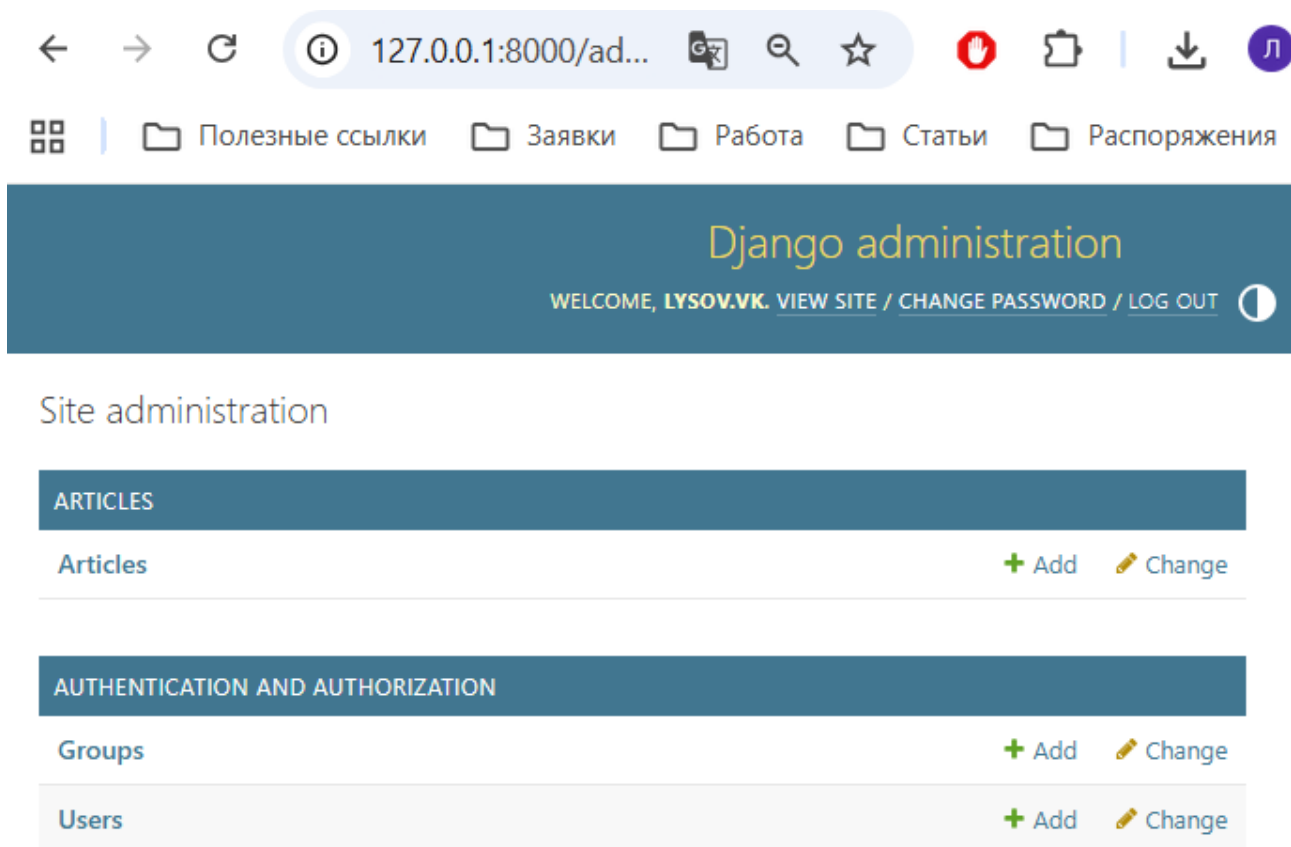 127.0.0.1:8000/ad...
Л
Полезные ссылки Заявки Работа Статьи Распоряжения
Django administration
WELCOME, LYSOV.VK. VIEW SITE / CHANGE PASSWORD / LOG OUT
Site administration
ARTICLES
Articles + Add Change
AUTHENTICATION AND AUTHORIZATION
Groups + Add Change
Users + Add Change